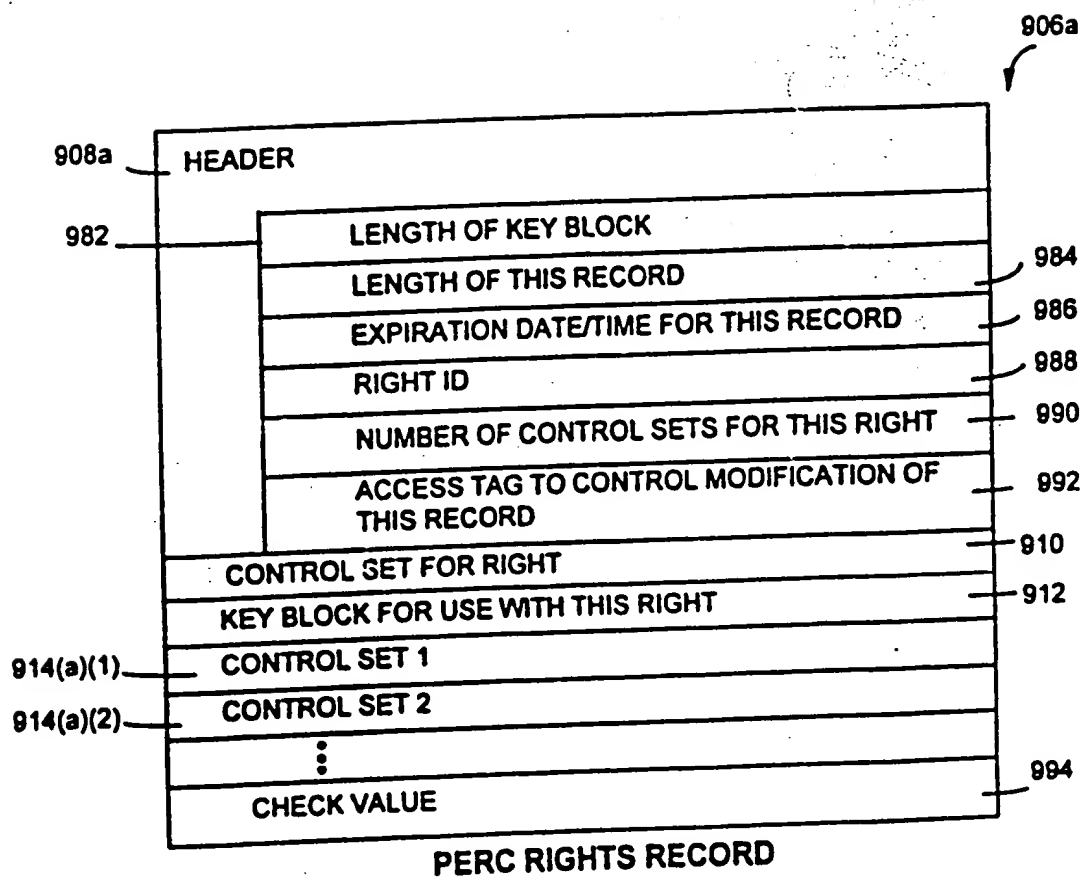 906a
908a
HEADER
982
LENGTH OF KEY BLOCK
LENGTH OF THIS RECORD
984
EXPIRATION DATE/TIME FOR THIS RECORD
986
RIGHT ID
988
NUMBER OF CONTROL SETS FOR THIS RIGHT
990
ACCESS TAG TO CONTROL MODIFICATION OF
THIS RECORD
992
CONTROL SET FOR RIGHT
910
KEY BLOCK FOR USE WITH THIS RIGHT
912
914(a)(1)
CONTROL SET 1
914(a)(2)
CONTROL SET 2
CHECK VALUE
994
PERC RIGHTS RECORD